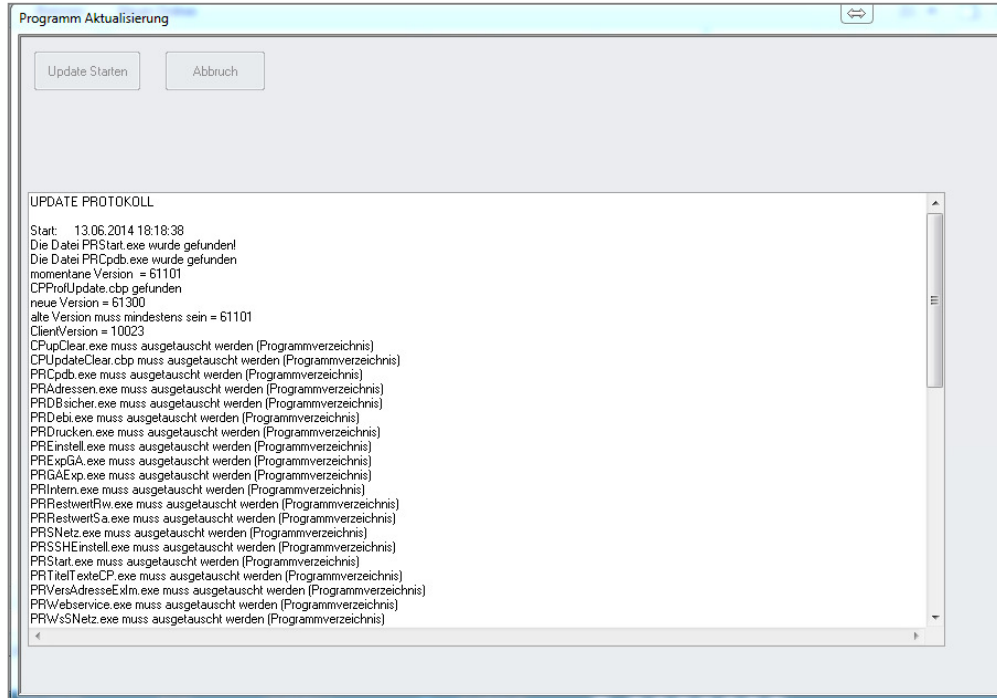 Programm Aktualisierung
Update Starten
Abbruch
UPDATE PROTOKOLL
Start: 13.06.2014 18:18:38
Die Datei PRStart.exe wurde gefunden!
Die Datei PRCpdb.exe wurde gefunden
momentane Version = 61101
CPProfUpdate.cbp gefunden
neue Version = 61300
alte Version muss mindestens sein = 61101
ClientVersion = 10023
CPupClear.exe muss ausgetauscht werden (Programmverzeichnis)
CPUpdateClear.cbp muss ausgetauscht werden (Programmverzeichnis)
PRCpdb.exe muss ausgetauscht werden (Programmverzeichnis)
PRAdressen.exe muss ausgetauscht werden (Programmverzeichnis)
PRDBsicher.exe muss ausgetauscht werden (Programmverzeichnis)
PRDebi.exe muss ausgetauscht werden (Programmverzeichnis)
PRDrucken.exe muss ausgetauscht werden (Programmverzeichnis)
PREinstell.exe muss ausgetauscht werden (Programmverzeichnis)
PRExpGA.exe muss ausgetauscht werden (Programmverzeichnis)
PRGAExp.exe muss ausgetauscht werden (Programmverzeichnis)
PRIntern.exe muss ausgetauscht werden (Programmverzeichnis)
PRRestwertRw.exe muss ausgetauscht werden (Programmverzeichnis)
PRRestwertSa.exe muss ausgetauscht werden (Programmverzeichnis)
PRSNetz.exe muss ausgetauscht werden (Programmverzeichnis)
PRSSHEinstell.exe muss ausgetauscht werden (Programmverzeichnis)
PRStart.exe muss ausgetauscht werden (Programmverzeichnis)
PRTitelTexteCP.exe muss ausgetauscht werden (Programmverzeichnis)
PRVersAdresseExIm.exe muss ausgetauscht werden (Programmverzeichnis)
PRWebservice.exe muss ausgetauscht werden (Programmverzeichnis)
PRWsSNetz.exe muss ausgetauscht werden (Programmverzeichnis)